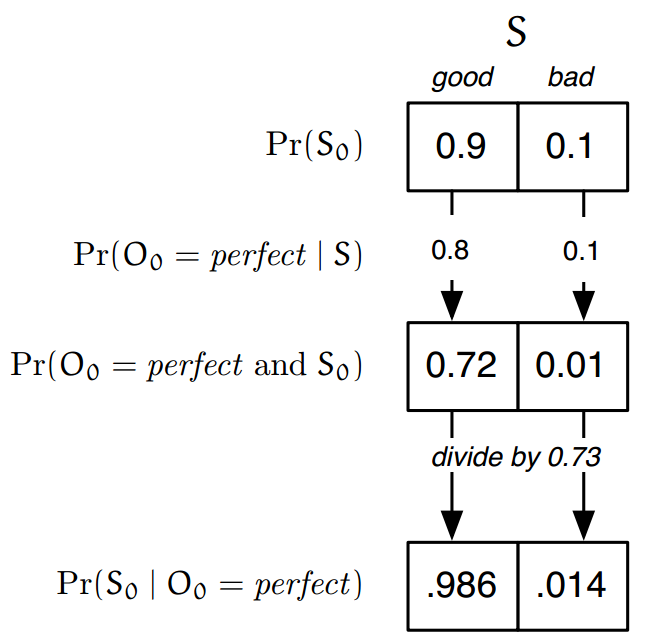 S
good bad
Pr(S₀) 0.9 0.1
Pr(O₀ = perfect | S) 0.8 0.1
Pr(O₀ = perfect and S₀) 0.72 0.01
divide by 0.73
Pr(S₀ | O₀ = perfect) .986 .014